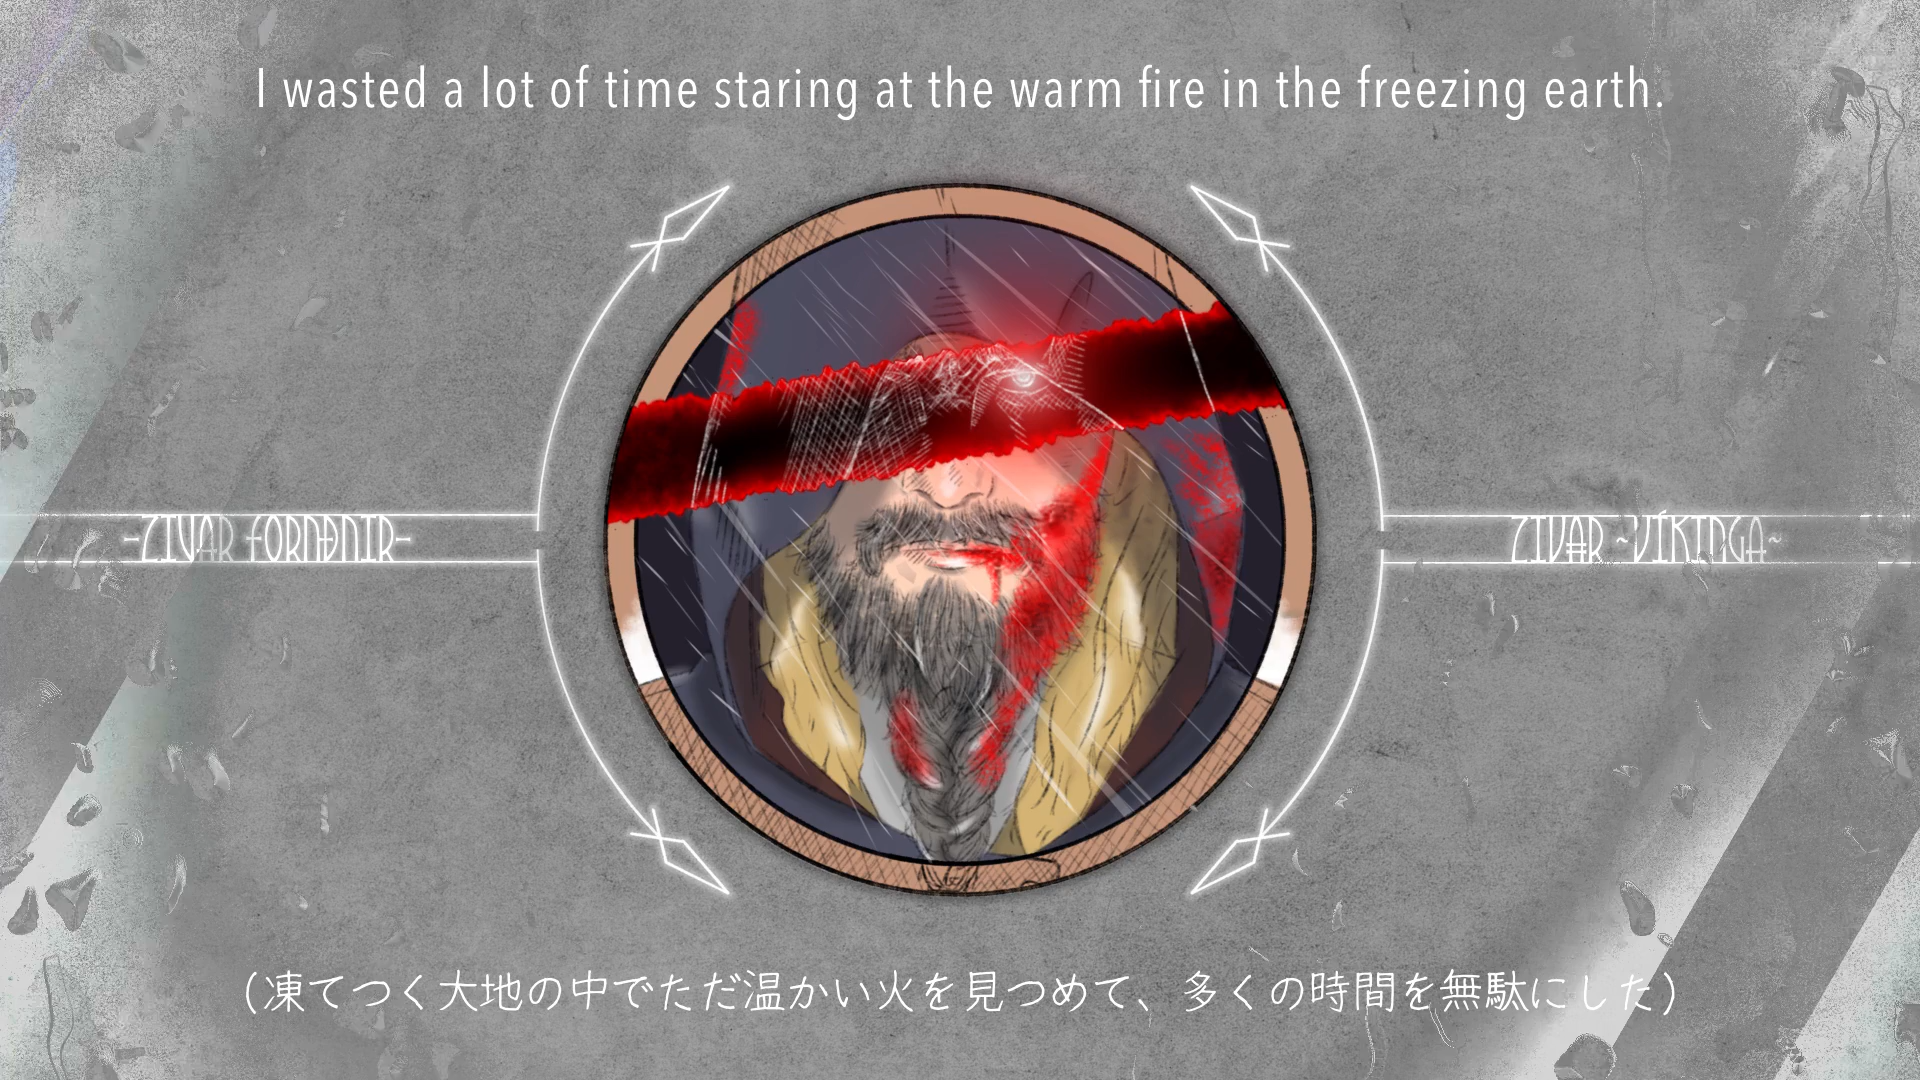 I wasted a lot of time staring at the warm fire in the freezing earth.
-ZIVAR FORNÐNIR-
ZIVAR ~VÍKINGA~
(凍てつく大地の中でただ温かい火を見つめて、多くの時間を無駄にした)